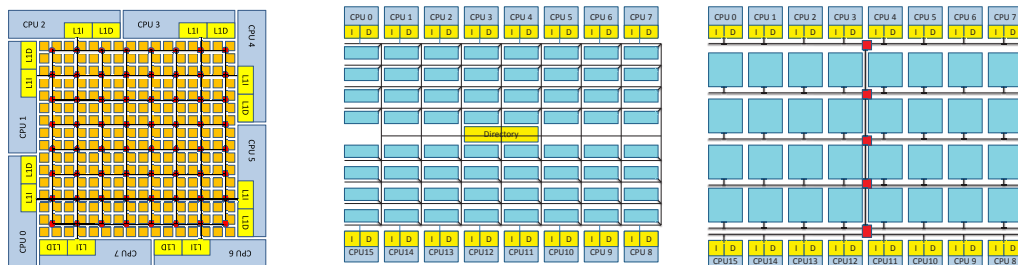 CPU 2
CPU 3
L1I L1D
L1I L1D
CPU 4
L1D
L1I
CPU 1
L1I
L1D
CPU 5
L1D
L1I
CPU 0
L1I
L1D
L1D L1I
L1D L1I
CPU 7
CPU 6
CPU 0 CPU 1 CPU 2 CPU 3 CPU 4 CPU 5 CPU 6 CPU 7
I D I D I D I D I D I D I D I D
Directory
I D I D I D I D I D I D I D I D
CPU15 CPU14 CPU13 CPU12 CPU11 CPU10 CPU 9 CPU 8
CPU 0 CPU 1 CPU 2 CPU 3 CPU 4 CPU 5 CPU 6 CPU 7
I D I D I D I D I D I D I D I D
I D I D I D I D I D I D I D I D
CPU15 CPU14 CPU13 CPU12 CPU11 CPU10 CPU 9 CPU 8